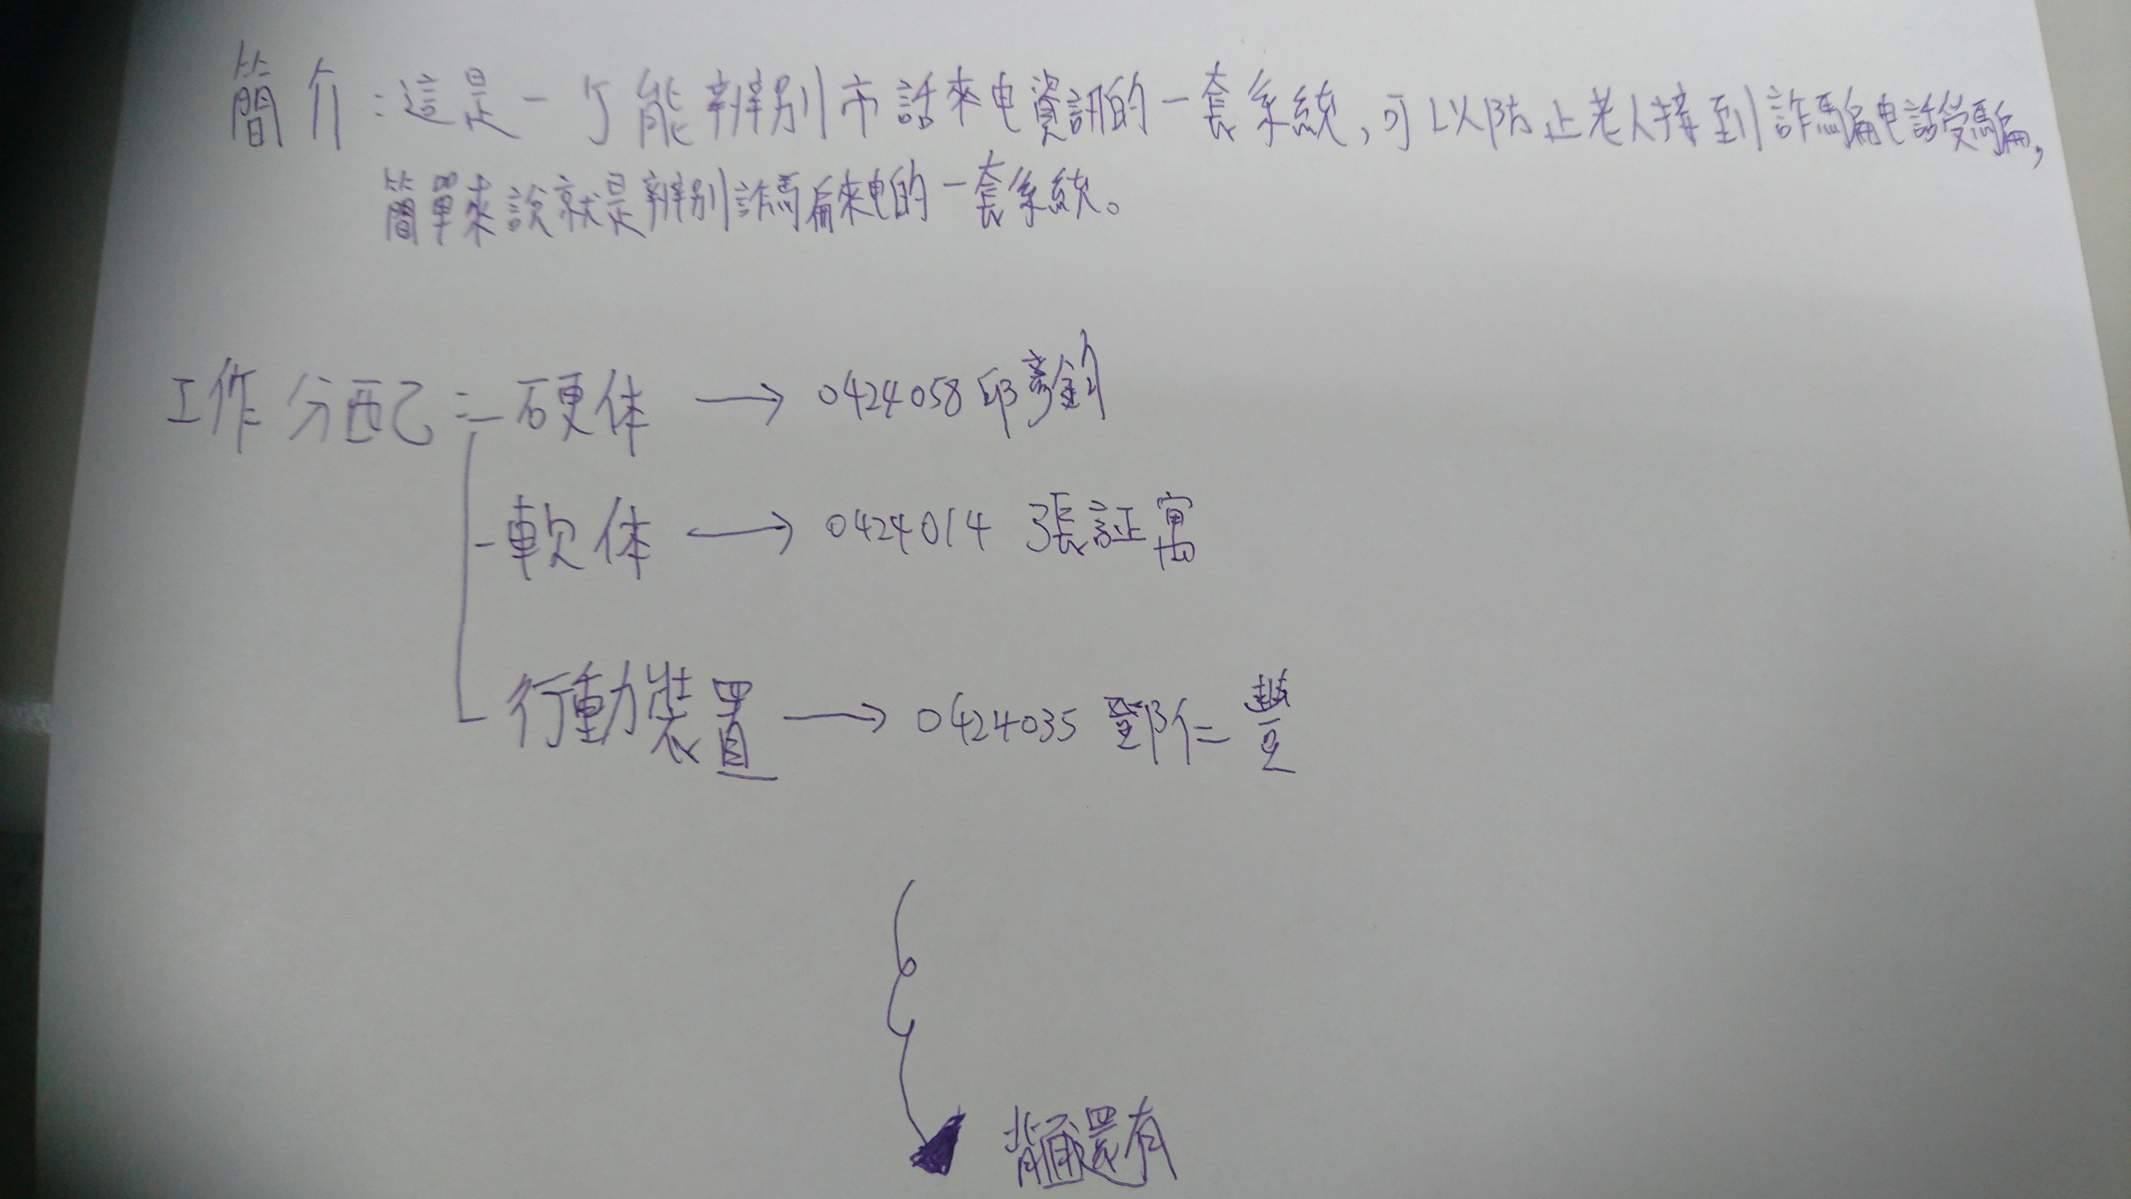 簡介:這是一个能辨別市話來电資訊的一套系統,可以防止老人接到詐騙电話受騙,
簡單來說就是辨別詐騙來电的一套系統。
工作分配:硬体 → 0424058 邱彥釗
軟体 → 0424014 張証寓
行動裝置 → 0424035 鄧仁
背面還有